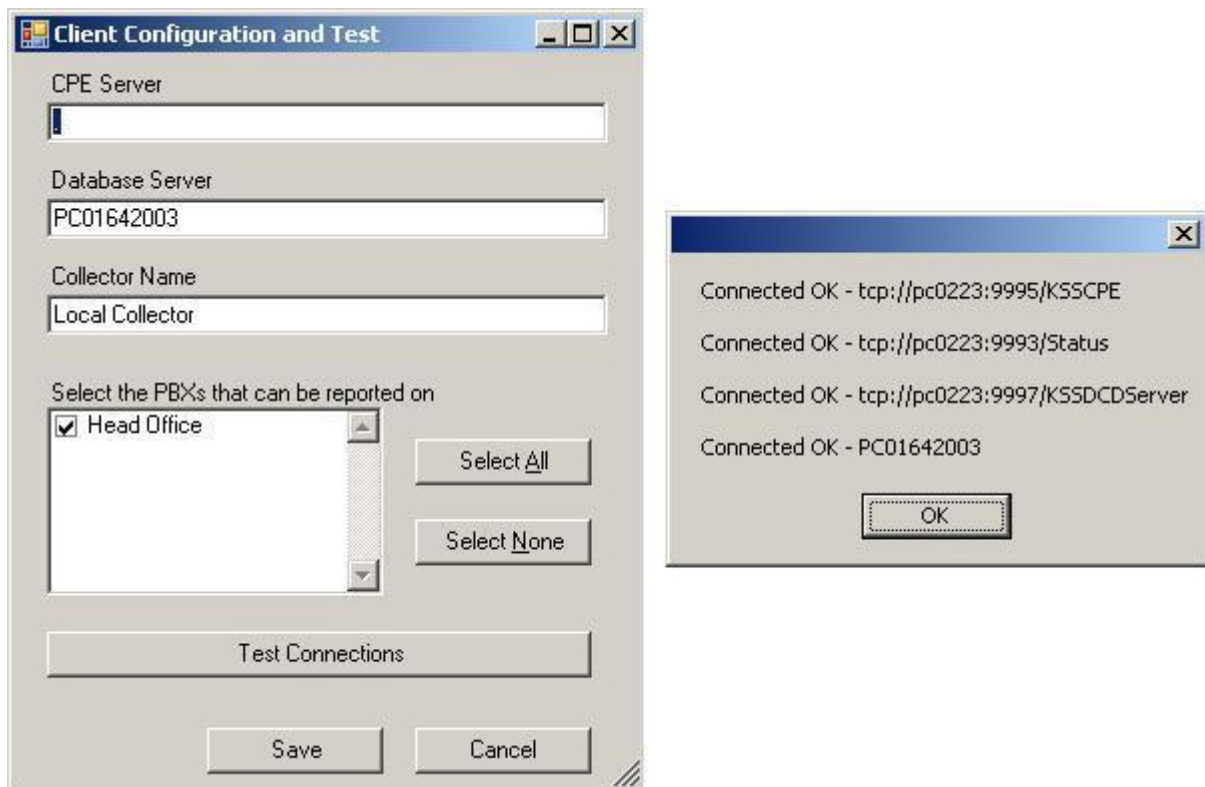 Client Configuration and Test
CPE Server
.
Database Server
PC01642003
Collector Name
Local Collector
Select the PBXs that can be reported on
Head Office
Select All
Select None
Test Connections
Save
Cancel
Connected OK - tcp://pc0223:9995/KSSCPE
Connected OK - tcp://pc0223:9993/Status
Connected OK - tcp://pc0223:9997/KSSDCDServer
Connected OK - PC01642003
OK